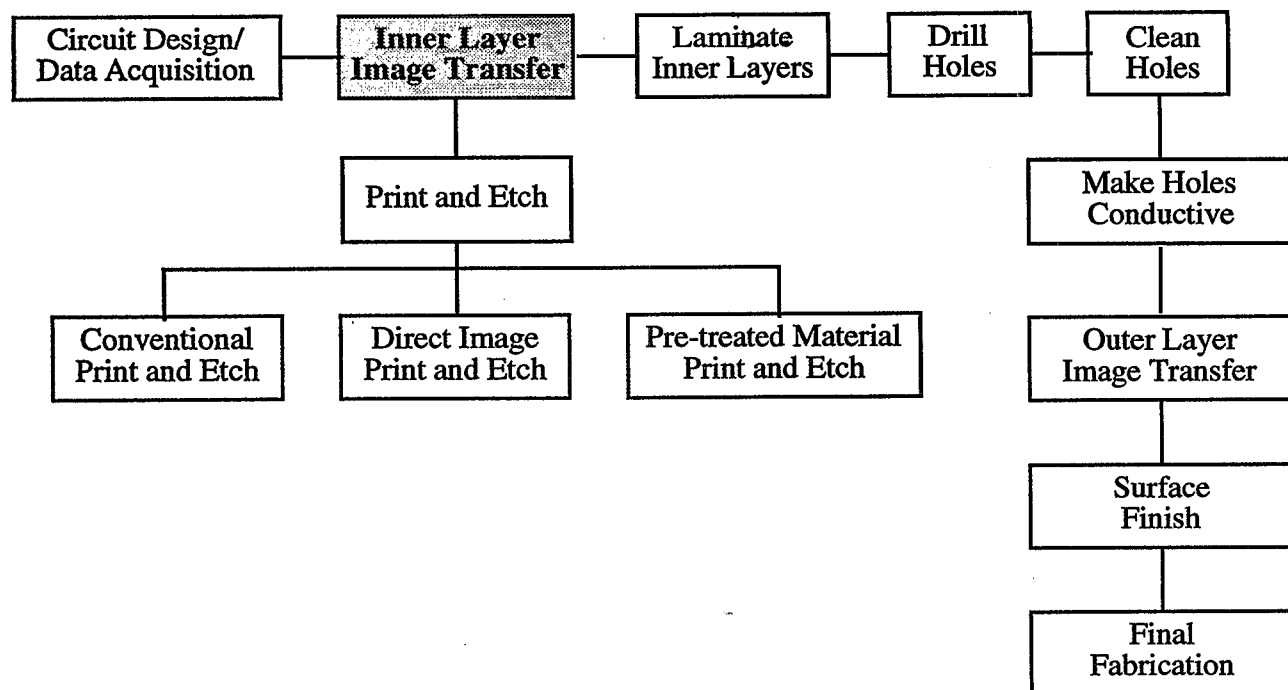 Circuit Design/
Data Acquisition
Inner Layer
Image Transfer
Laminate
Inner Layers
Drill
Holes
Clean
Holes
Print and Etch
Make Holes
Conductive
Conventional
Print and Etch
Direct Image
Print and Etch
Pre-treated Material
Print and Etch
Outer Layer
Image Transfer
Surface
Finish
Final
Fabrication